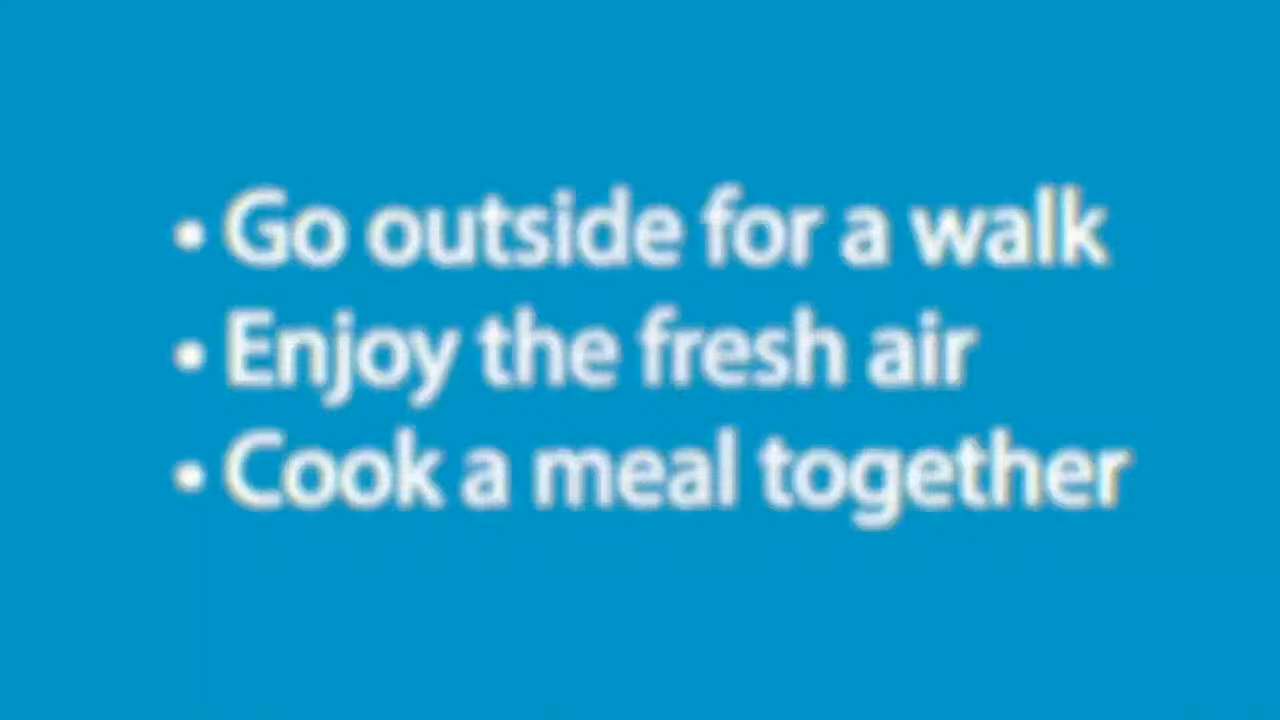 • Go outside for a walk
• Enjoy the fresh air
• Cook a meal together